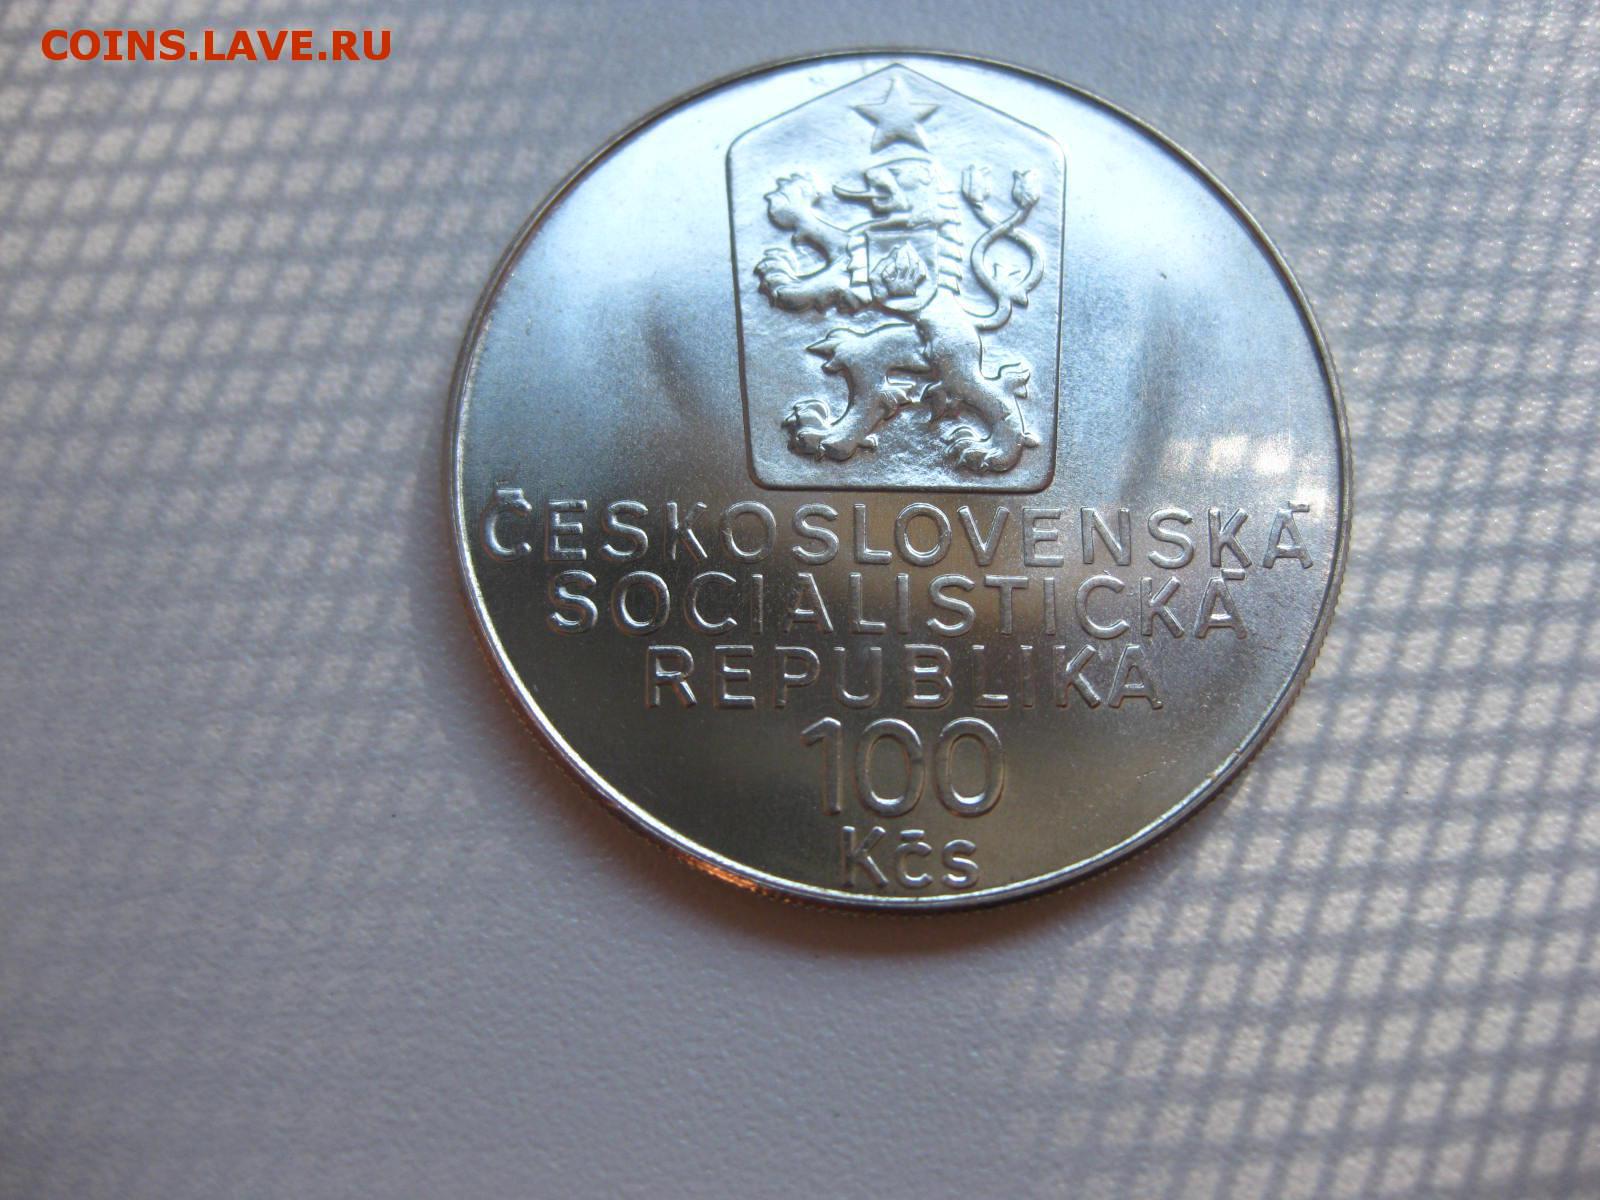 COINS.LAVE.RU
ČESKOSLOVENSKÁ
SOCIALISTICKÁ
REPUBLIKA
100
Kčs